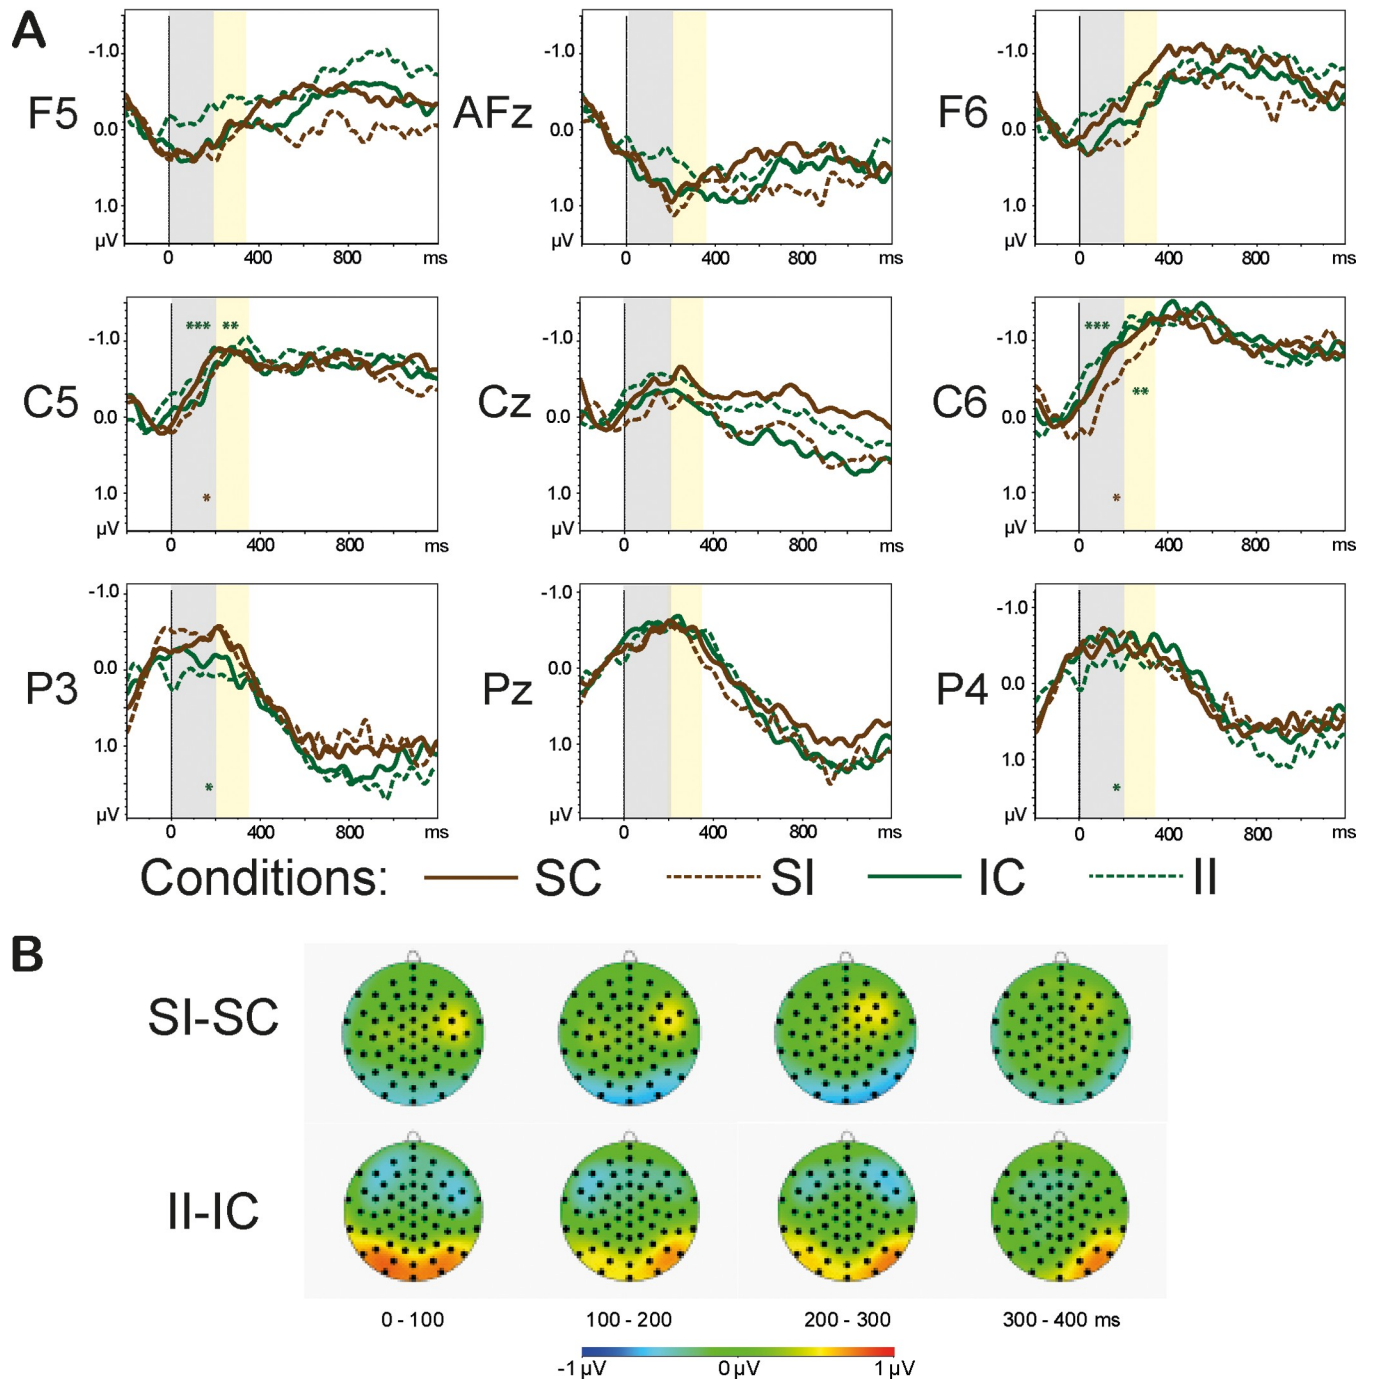 A
F5
-1.0
0.0
1.0
µV
0 400 800 ms
AFz
-1.0
0.0
1.0
µV
0 400 800 ms
F6
-1.0
0.0
1.0
µV
0 400 800 ms
C5
-1.0
0.0
1.0
µV
*** **
*
0 400 800 ms
Cz
-1.0
0.0
1.0
µV
0 400 800 ms
C6
-1.0
0.0
1.0
µV
***
**
*
0 400 800 ms
P3
-1.0
0.0
1.0
µV
*
0 400 800 ms
Pz
-1.0
0.0
1.0
µV
0 400 800 ms
P4
-1.0
0.0
1.0
µV
*
0 400 800 ms
Conditions: SC SI IC II
B
SI-SC
II-IC
0 - 100 100 - 200 200 - 300 300 - 400 ms
-1 µV 0 µV 1 µV